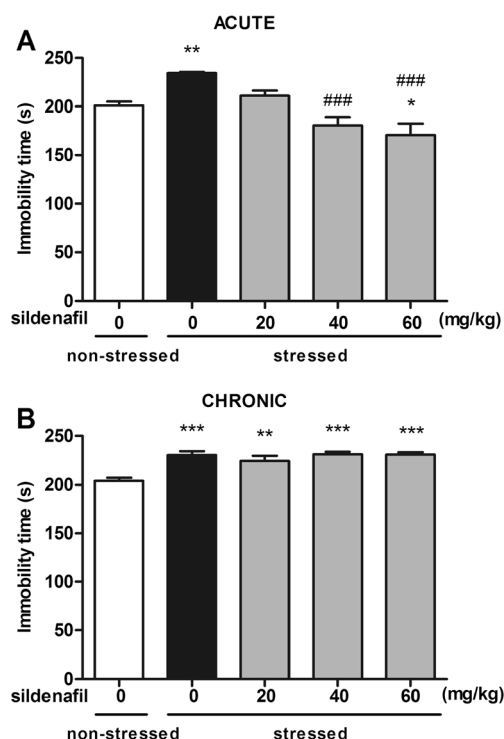 ACUTE
A
**
###
###
*
Immobility time (s)
250
200
150
100
50
0
sildenafil 0 0 20 40 60 (mg/kg)
non-stressed stressed
CHRONIC
B
*** ** *** ***
Immobility time (s)
250
200
150
100
50
0
sildenafil 0 0 20 40 60 (mg/kg)
non-stressed stressed